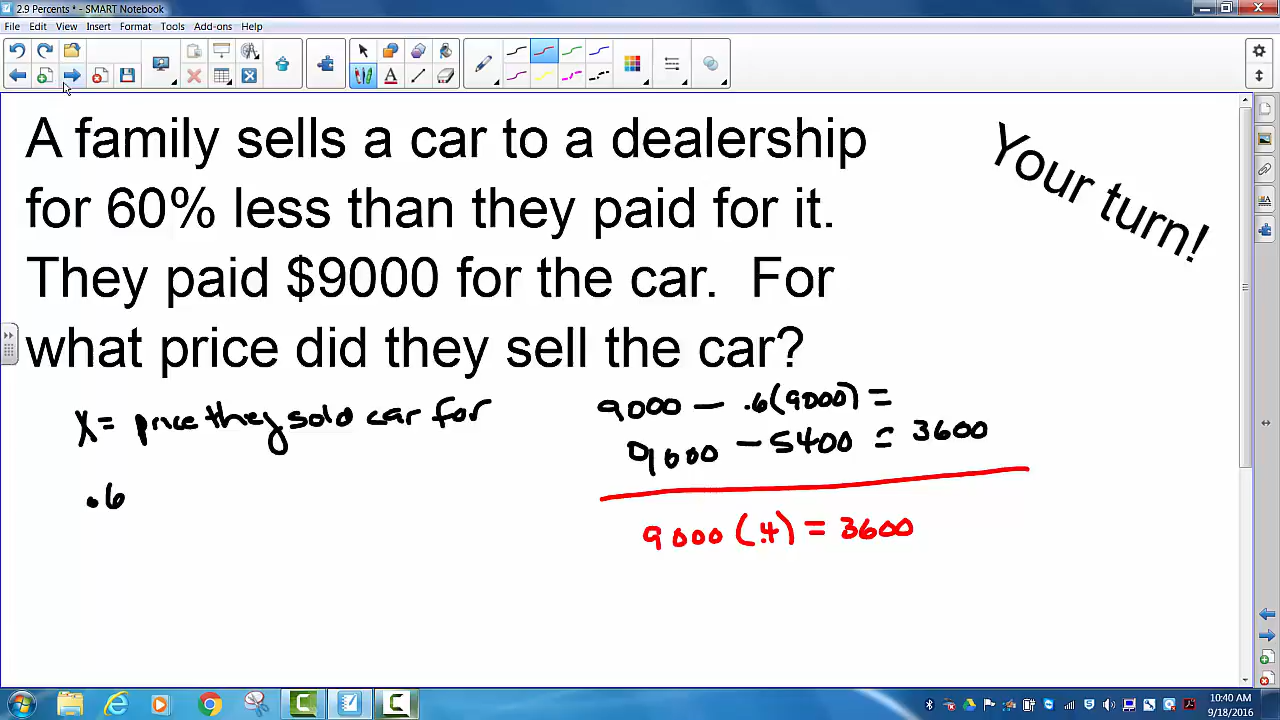 2.9 Percents * - SMART Notebook
File Edit View Insert Format Tools Add-ons Help
A family sells a car to a dealership
for 60% less than they paid for it.
They paid $9000 for the car. For
what price did they sell the car?
Your turn!
X = price they sold car for
.6
9000 - .6(9000) =
9000 - 5400 = 3600
9000(.4) = 3600
10:40 AM
9/18/2016